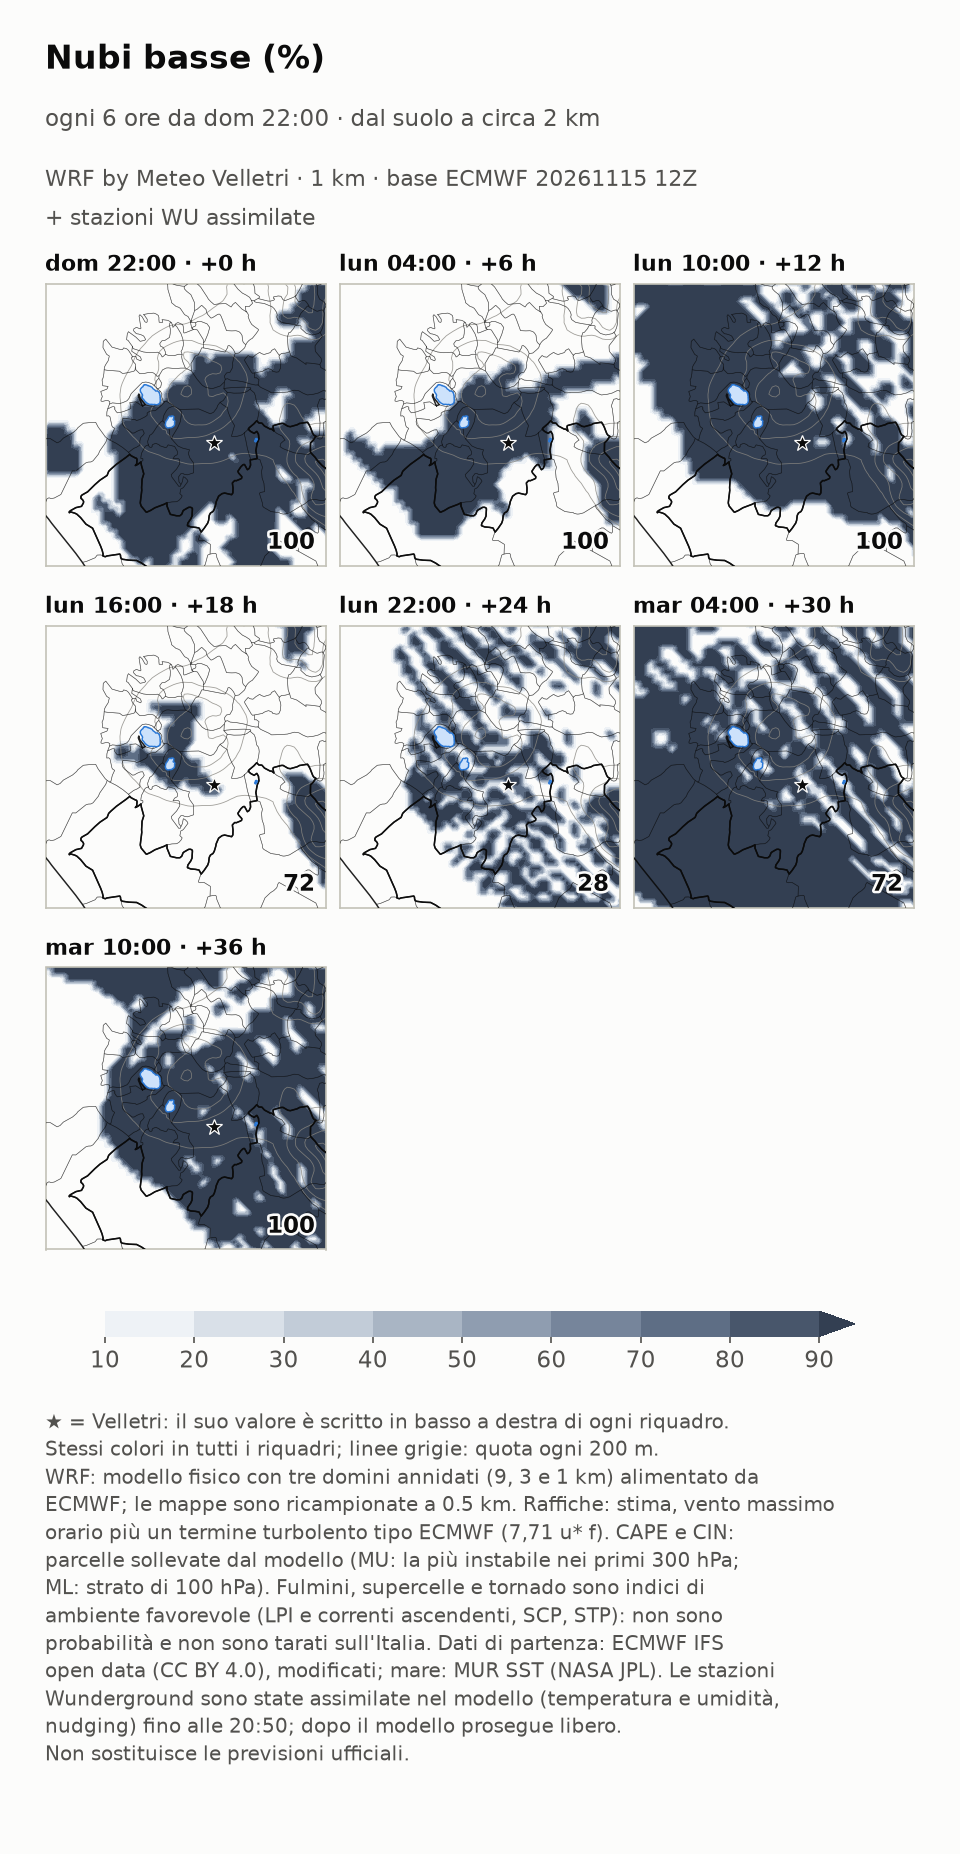 Nubi basse (%)
ogni 6 ore da dom 22:00 · dal suolo a circa 2 km
WRF by Meteo Velletri · 1 km · base ECMWF 20261115 12Z
+ stazioni WU assimilate
dom 22:00 · +0 h
lun 04:00 · +6 h
lun 10:00 · +12 h
100
100
100
lun 16:00 · +18 h
lun 22:00 · +24 h
mar 04:00 · +30 h
72
28
72
mar 10:00 · +36 h
100
10 20 30 40 50 60 70 80 90
★ = Velletri: il suo valore è scritto in basso a destra di ogni riquadro.
Stessi colori in tutti i riquadri; linee grigie: quota ogni 200 m.
WRF: modello fisico con tre domini annidati (9, 3 e 1 km) alimentato da
ECMWF; le mappe sono ricampionate a 0.5 km. Raffiche: stima, vento massimo
orario più un termine turbolento tipo ECMWF (7,71 u* f). CAPE e CIN:
parcelle sollevate dal modello (MU: la più instabile nei primi 300 hPa;
ML: strato di 100 hPa). Fulmini, supercelle e tornado sono indici di
ambiente favorevole (LPI e correnti ascendenti, SCP, STP): non sono
probabilità e non sono tarati sull'Italia. Dati di partenza: ECMWF IFS
open data (CC BY 4.0), modificati; mare: MUR SST (NASA JPL). Le stazioni
Wunderground sono state assimilate nel modello (temperatura e umidità,
nudging) fino alle 20:50; dopo il modello prosegue libero.
Non sostituisce le previsioni ufficiali.